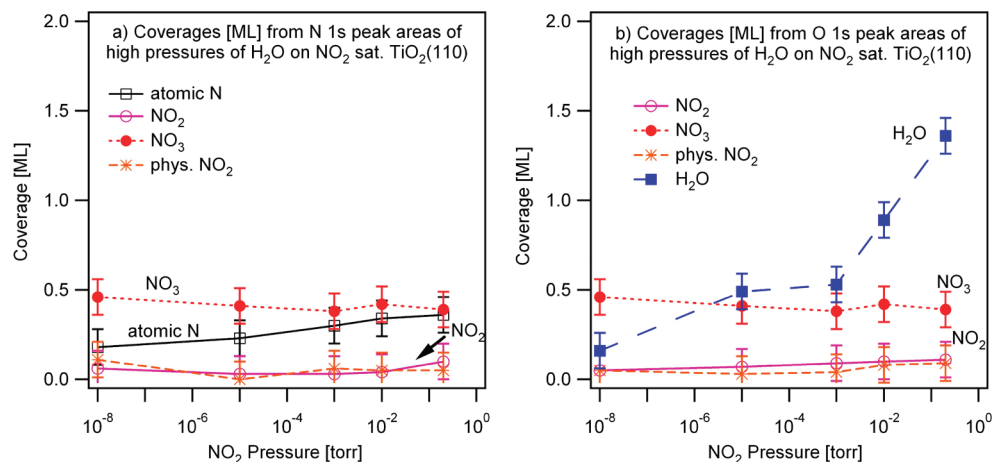 a) Coverages [ML] from N 1s peak areas of
high pressures of H₂O on NO₂ sat. TiO₂(110)
atomic N
NO₂
NO₃
phys. NO₂
NO₃
atomic N
NO₂
Coverage [ML]
2.0
1.5
1.0
0.5
0.0
10⁻⁸
10⁻⁶
10⁻⁴
10⁻²
10⁰
NO₂ Pressure [torr]
b) Coverages [ML] from O 1s peak areas of
high pressures of H₂O on NO₂ sat. TiO₂(110)
NO₂
NO₃
phys. NO₂
H₂O
H₂O
NO₃
NO₂
Coverage [ML]
2.0
1.5
1.0
0.5
0.0
10⁻⁸
10⁻⁶
10⁻⁴
10⁻²
10⁰
NO₂ Pressure [torr]